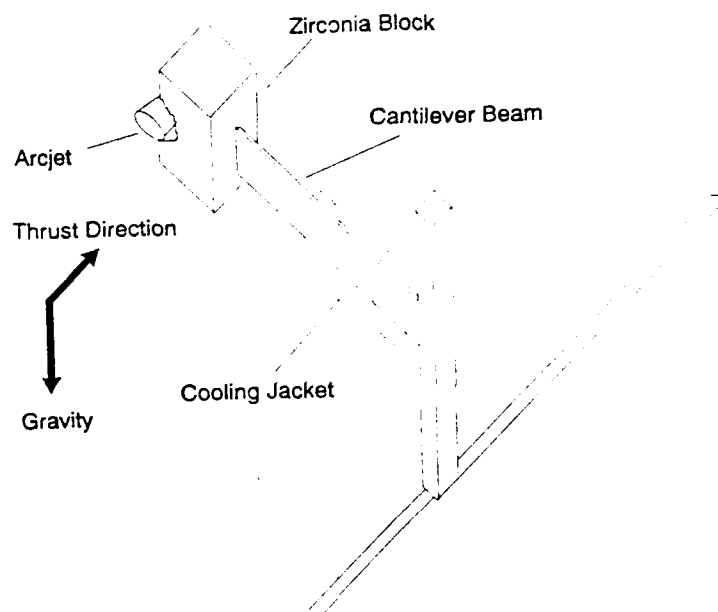 Zirconia Block
Cantilever Beam
Arcjet
Thrust Direction
Cooling Jacket
Gravity